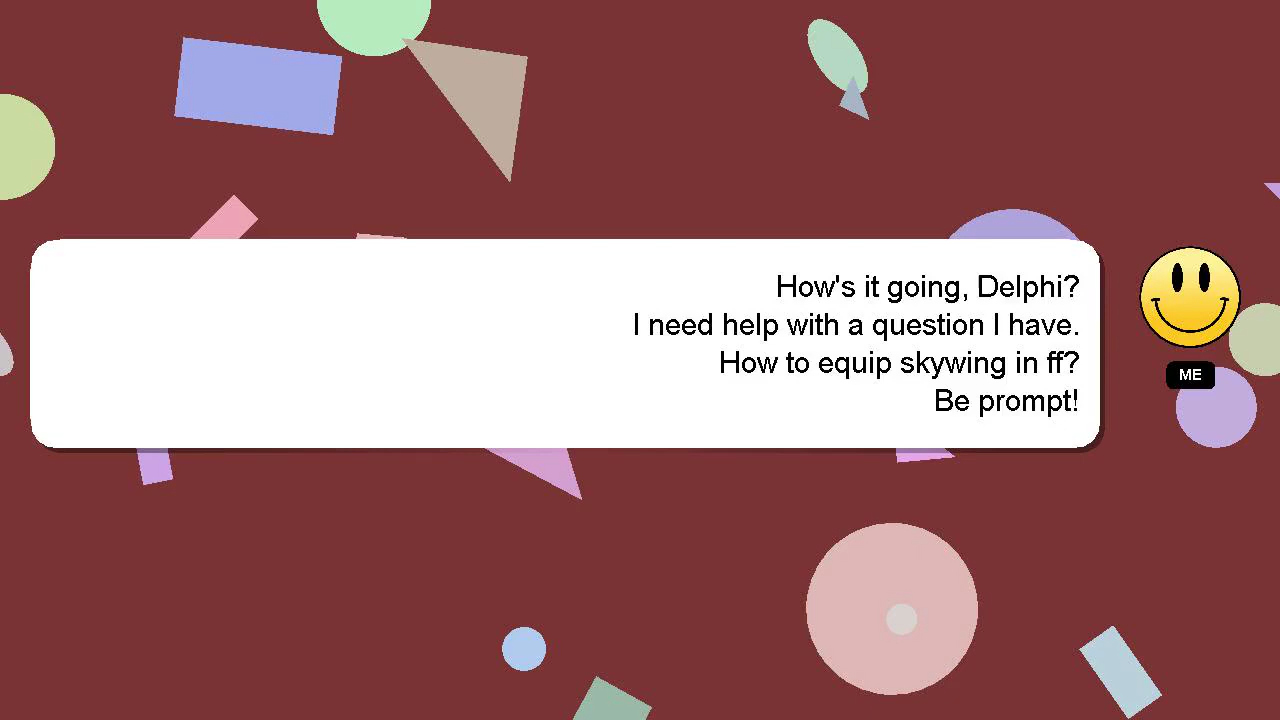 How's it going, Delphi?
I need help with a question I have.
How to equip skywing in ff?
Be prompt!
ME